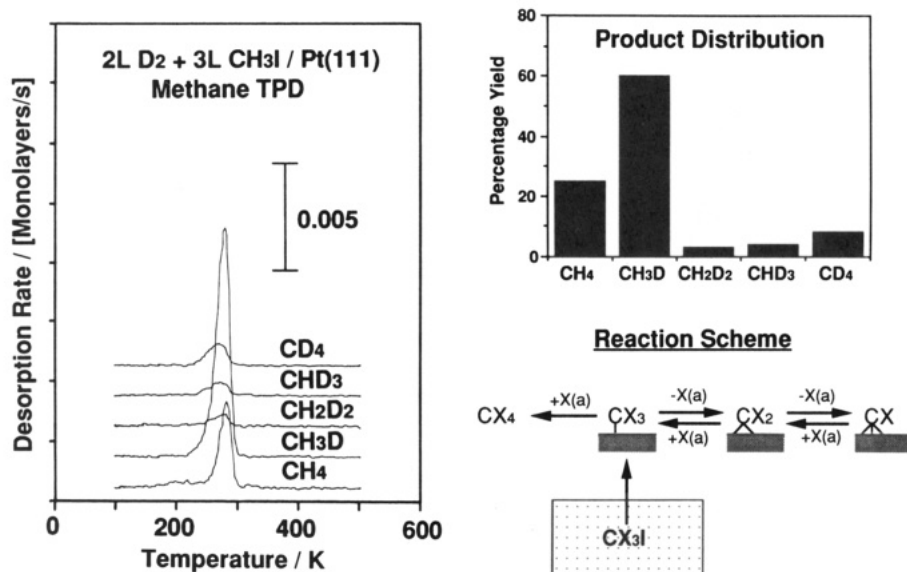 2L D2 + 3L CH3I / Pt(111)
Methane TPD
0.005
CD4
CHD3
CH2D2
CH3D
CH4
0 200 400 600
Temperature / K
Desorption Rate / [Monolayers/s]
Product Distribution
Percentage Yield
80
60
40
20
0
CH4 CH3D CH2D2 CHD3 CD4
Reaction Scheme
+X(a) -X(a) -X(a)
CX4 CX3 CX2 CX
+X(a) +X(a)
CX3I